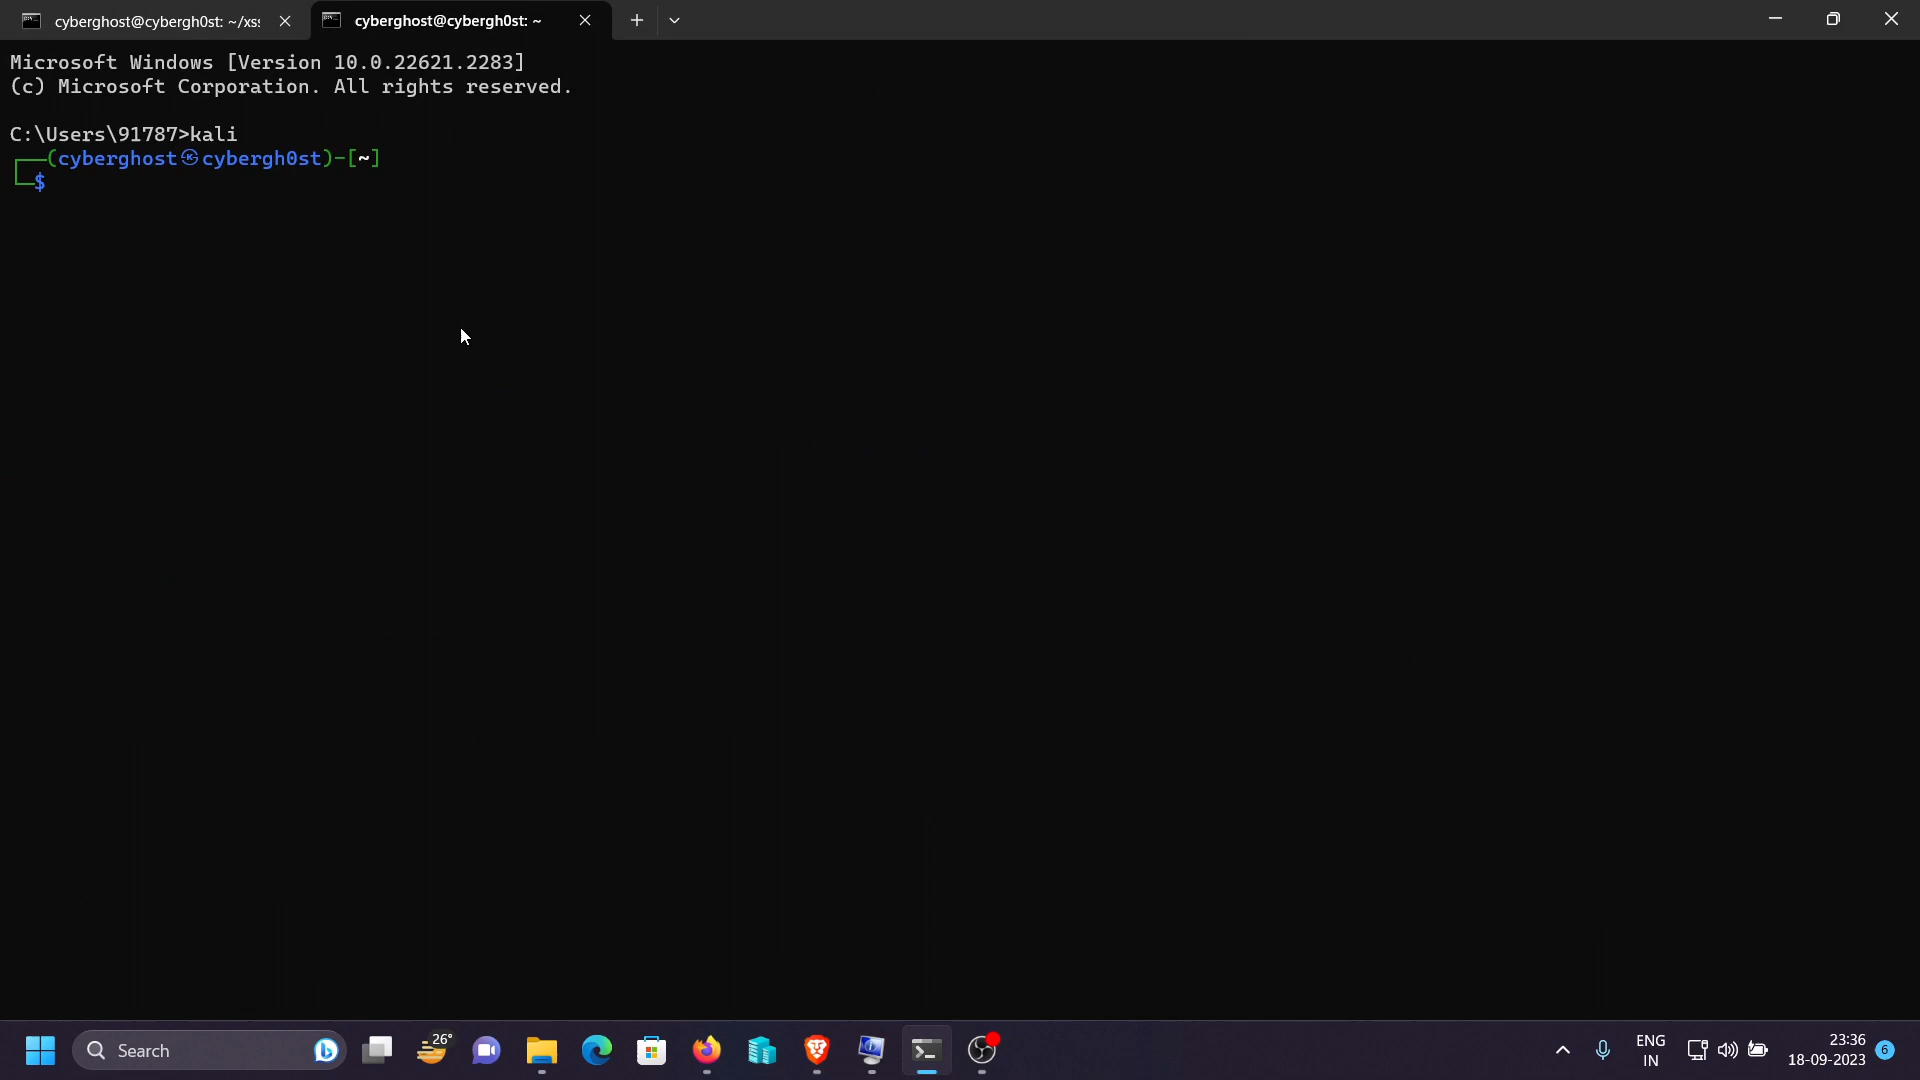 cyberghost@cybergh0st: ~/xs
cyberghost@cybergh0st: ~
Microsoft Windows [Version 10.0.22621.2283]
(c) Microsoft Corporation. All rights reserved.
C:\Users\91787>kali
┌──(cyberghost㉿cybergh0st)-[~]
└─$
Search
26°
ENG
IN
23:36
18-09-2023
6